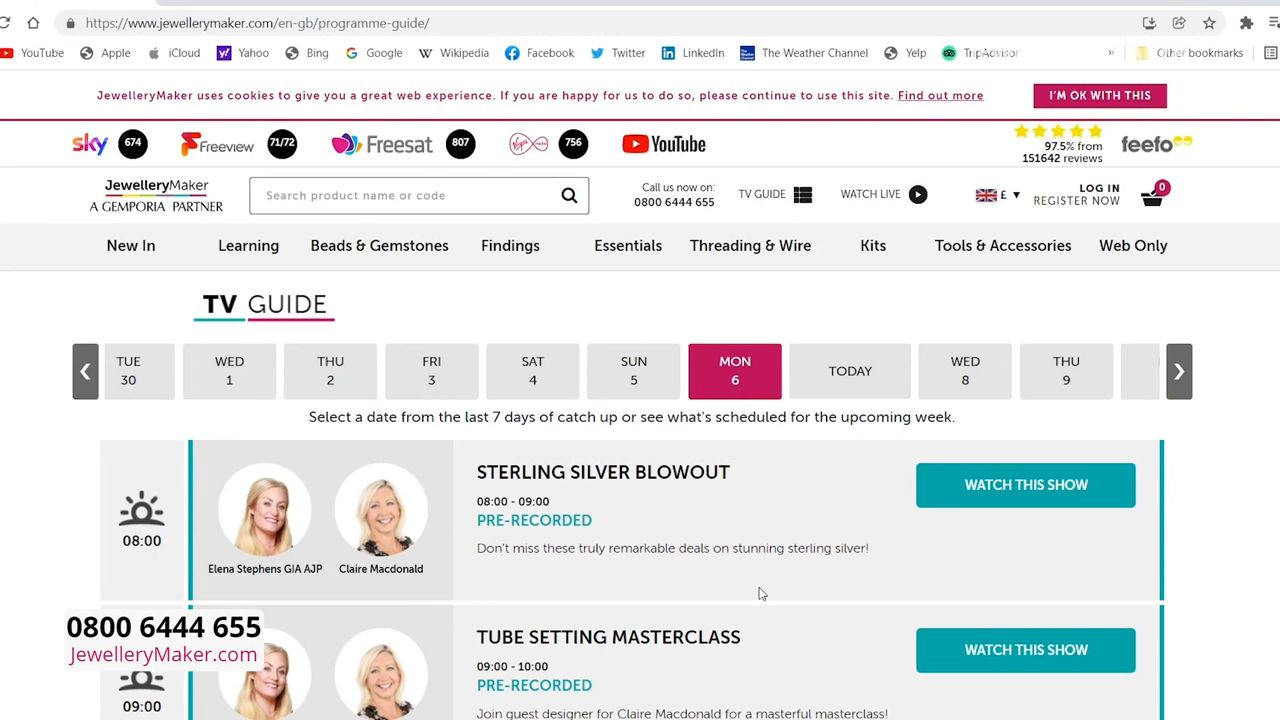 https://www.jewellerymaker.com/en-gb/programme-guide/
YouTube Apple iCloud Yahoo Bing Google Wikipedia Facebook Twitter LinkedIn The Weather Channel Yelp TripAdvisor » Other bookmarks
JewelleryMaker uses cookies to give you a great web experience. If you are happy for us to do so, please continue to use this site. Find out more
I'M OK WITH THIS
sky 674 Freeview 71/72 Freesat 807 Virgin media 756 YouTube
97.5% from
151642 reviews
feefo
JewelleryMaker
A GEMPORIA PARTNER
Search product name or code
Call us now on:
0800 6444 655
TV GUIDE
WATCH LIVE
£ ▼
LOG IN
REGISTER NOW
0
New In Learning Beads & Gemstones Findings Essentials Threading & Wire Kits Tools & Accessories Web Only
TV GUIDE
TUE WED THU FRI SAT SUN MON TODAY WED THU
30 1 2 3 4 5 6 8 9
Select a date from the last 7 days of catch up or see what's scheduled for the upcoming week.
08:00
Elena Stephens GIA AJP
Claire Macdonald
STERLING SILVER BLOWOUT
08:00 - 09:00
PRE-RECORDED
Don't miss these truly remarkable deals on stunning sterling silver!
WATCH THIS SHOW
0800 6444 655
JewelleryMaker.com
09:00
TUBE SETTING MASTERCLASS
09:00 - 10:00
PRE-RECORDED
Join guest designer for Claire Macdonald for a masterful masterclass!
WATCH THIS SHOW